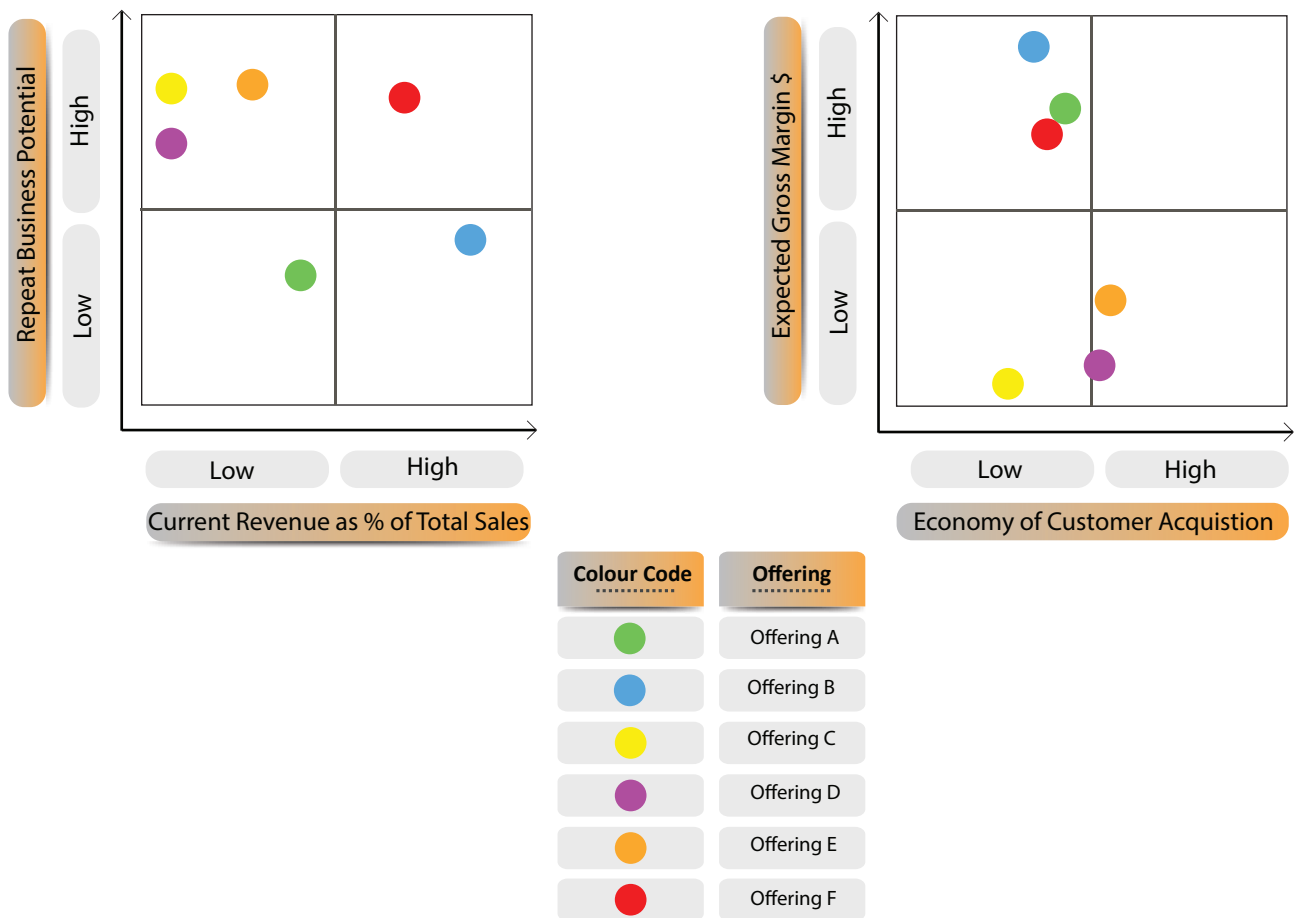 Repeat Business Potential
High
Low
Low
High
Current Revenue as % of Total Sales
Expected Gross Margin $
High
Low
Low
High
Economy of Customer Acquistion
Colour Code
Offering
Offering A
Offering B
Offering C
Offering D
Offering E
Offering F